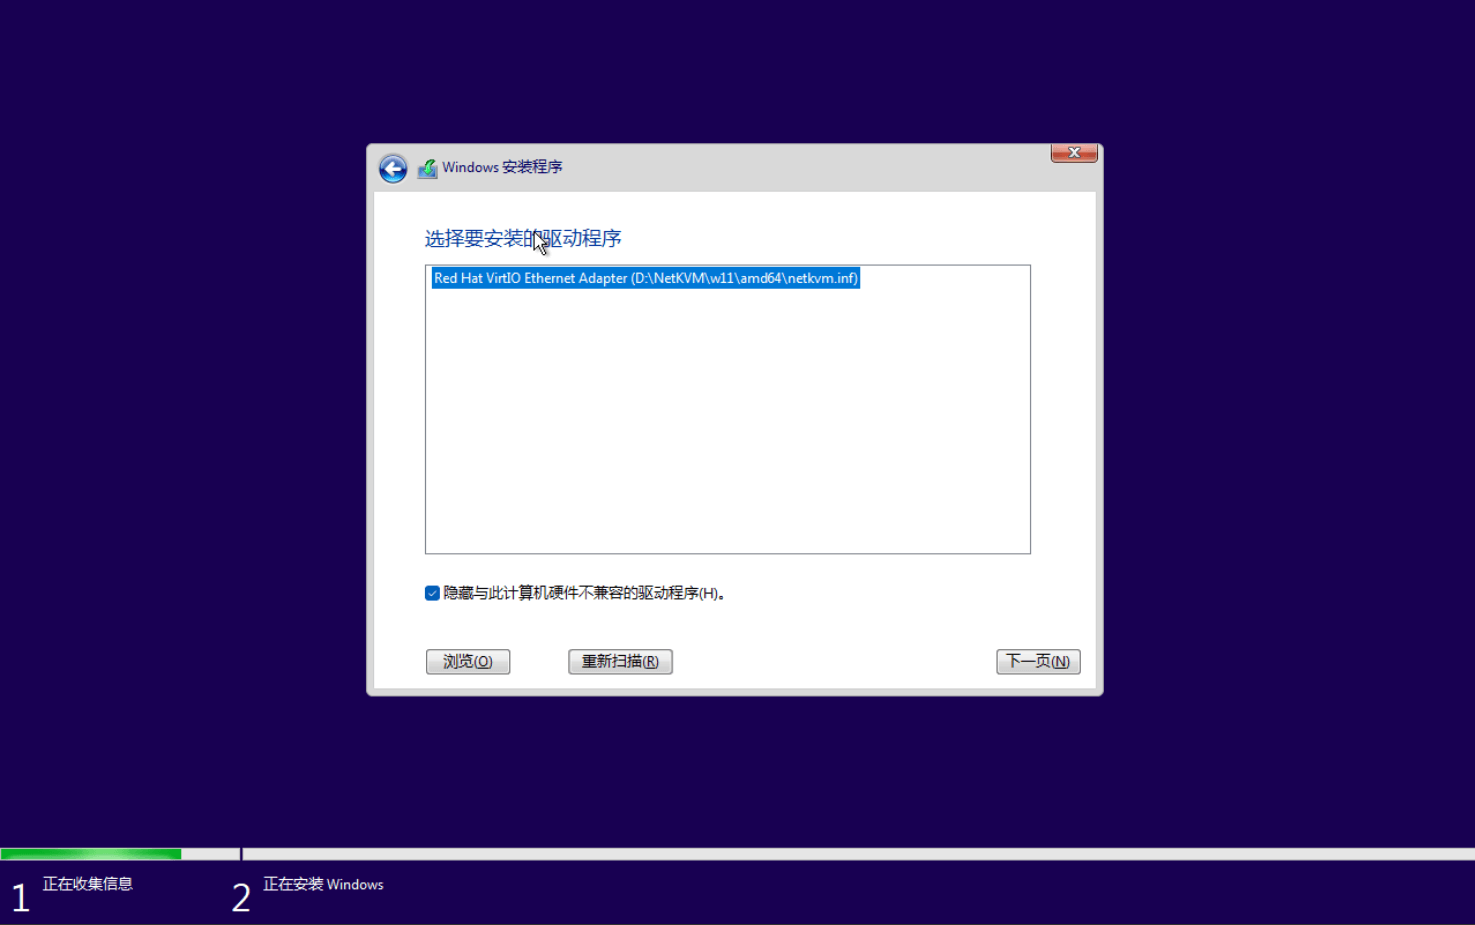 Windows 安装程序
选择要安装的驱动程序
Red Hat VirtIO Ethernet Adapter (D:\NetKVM\w11\amd64\netkvm.inf)
隐藏与此计算机硬件不兼容的驱动程序(H)。
浏览(O)
重新扫描(R)
下一页(N)
1 正在收集信息
2 正在安装 Windows